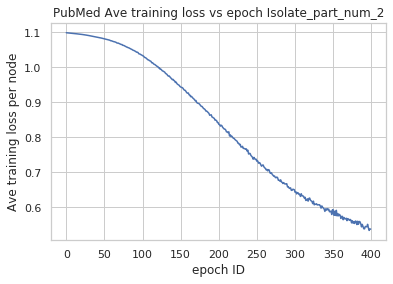 PubMed Ave training loss vs epoch Isolate_part_num_2
Ave training loss per node
1.1
1.0
0.9
0.8
0.7
0.6
0 50 100 150 200 250 300 350 400
epoch ID